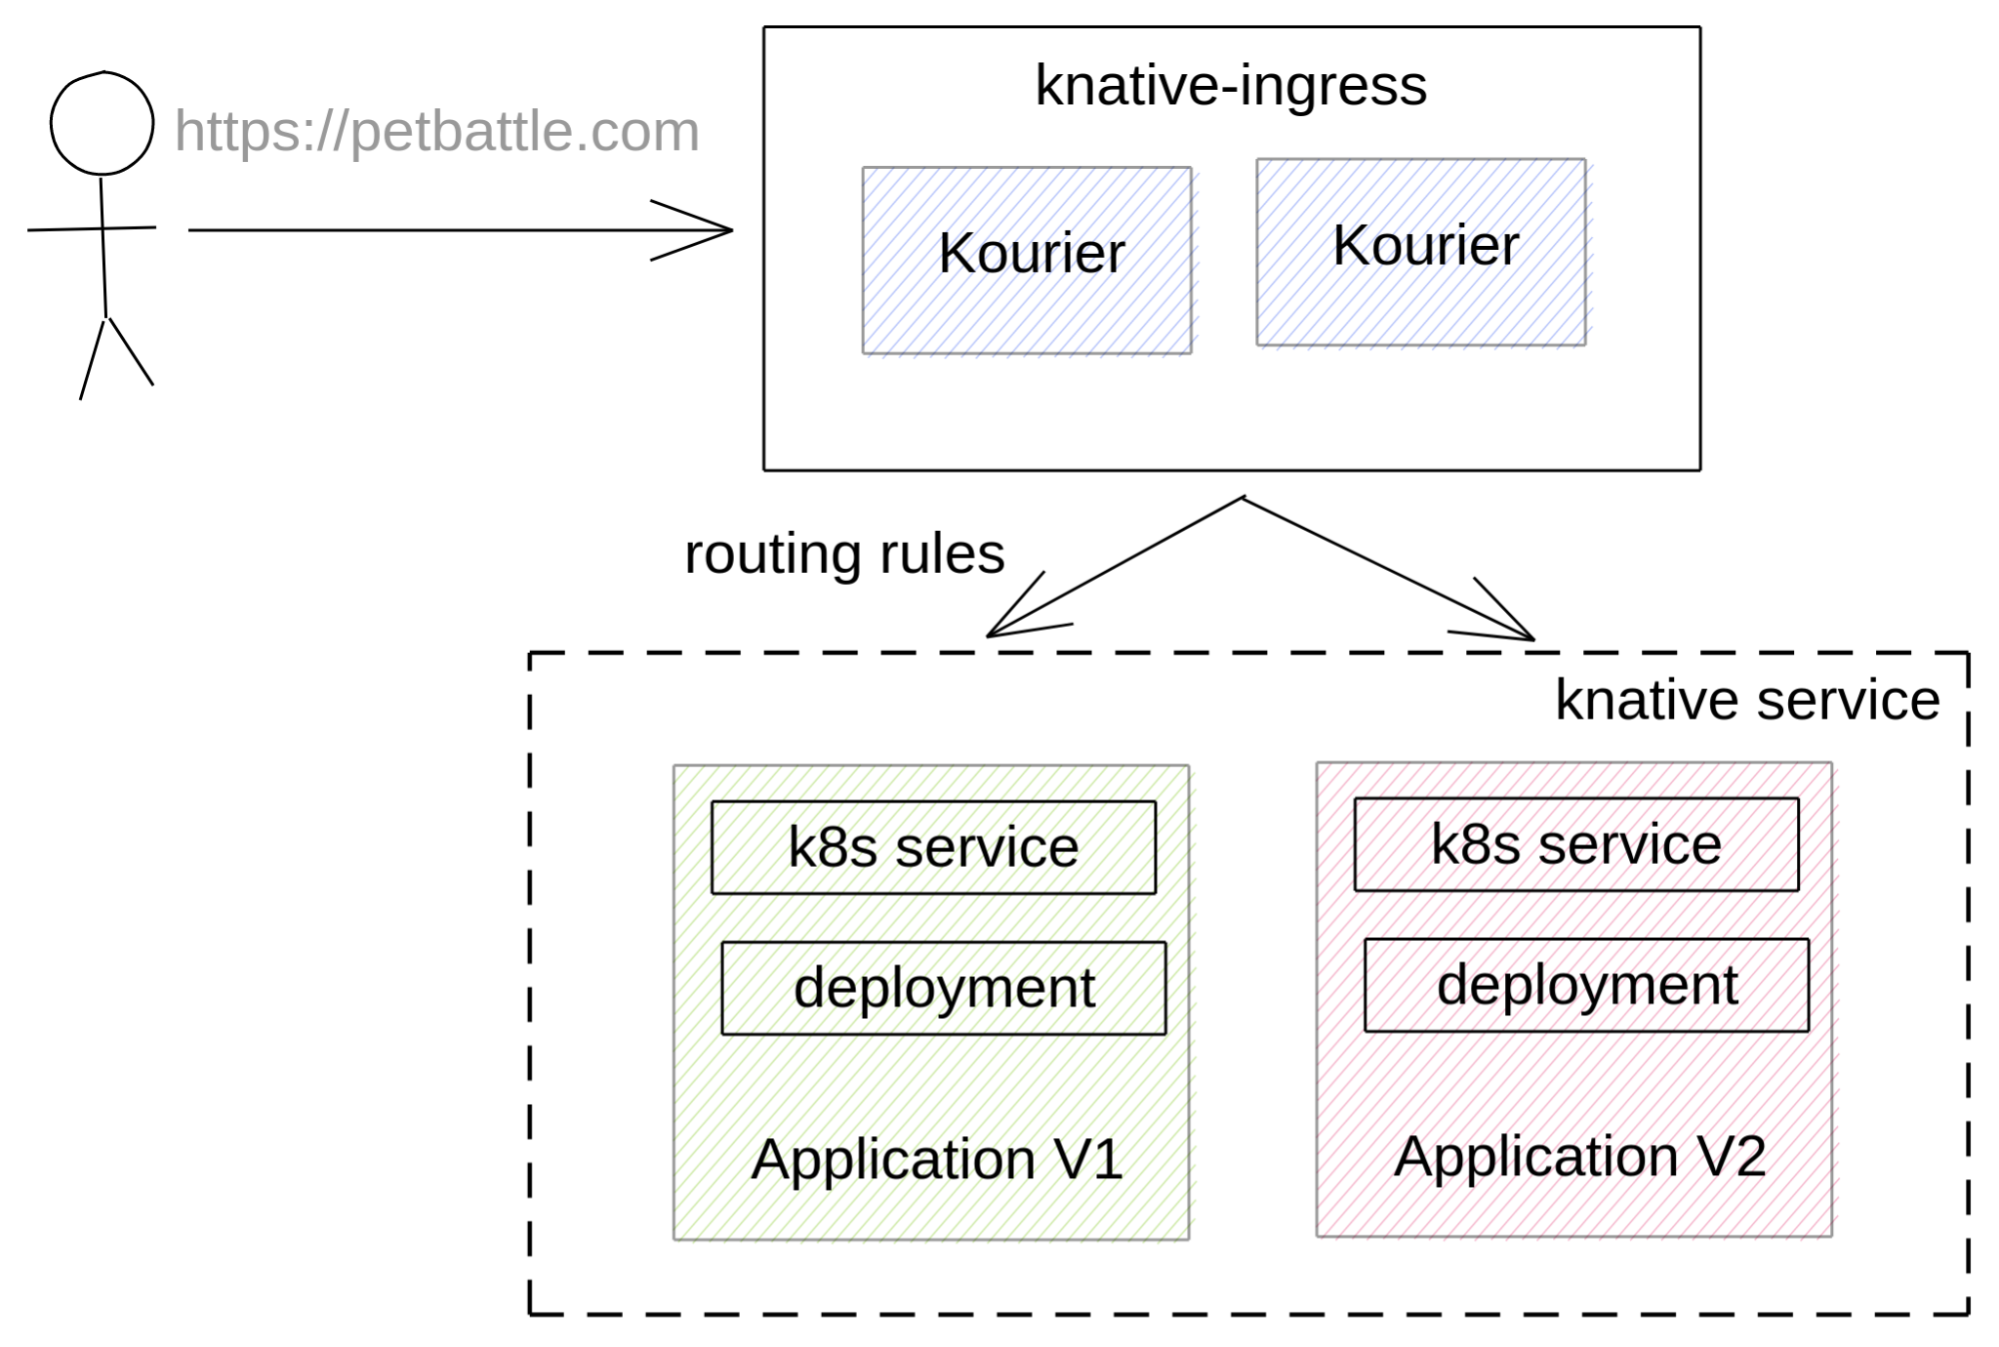 https://petbattle.com
knative-ingress
Kourier
Kourier
routing rules
knative service
k8s service
deployment
Application V1
k8s service
deployment
Application V2